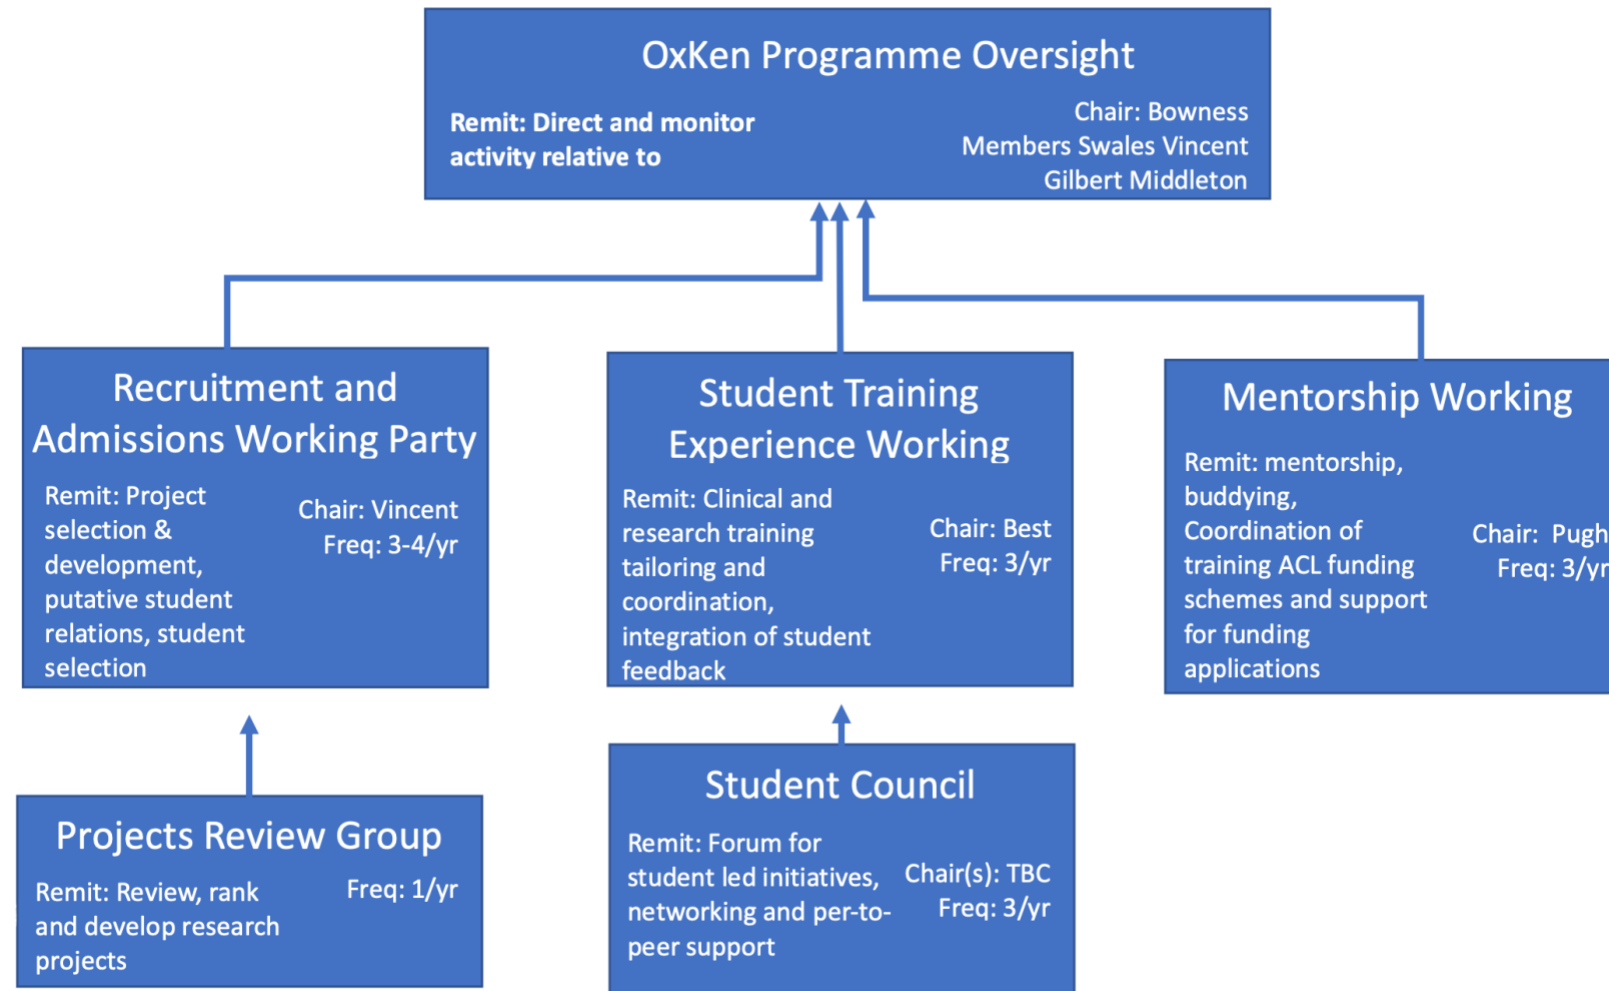 OxKen Programme Oversight
Remit: Direct and monitor
activity relative to
Chair: Bowness
Members Swales Vincent
Gilbert Middleton
Recruitment and
Admissions Working Party
Remit: Project
selection &
development,
putative student
relations, student
selection
Chair: Vincent
Freq: 3-4/yr
Student Training
Experience Working
Remit: Clinical and
research training
tailoring and
coordination,
integration of student
feedback
Chair: Best
Freq: 3/yr
Mentorship Working
Remit: mentorship,
buddying,
Coordination of
training ACL funding
schemes and support
for funding
applications
Chair:  Pugh
Freq: 3/yr
Projects Review Group
Remit: Review, rank
and develop research
projects
Freq: 1/yr
Student Council
Remit: Forum for
student led initiatives,
networking and per-to-
peer support
Chair(s): TBC
Freq: 3/yr